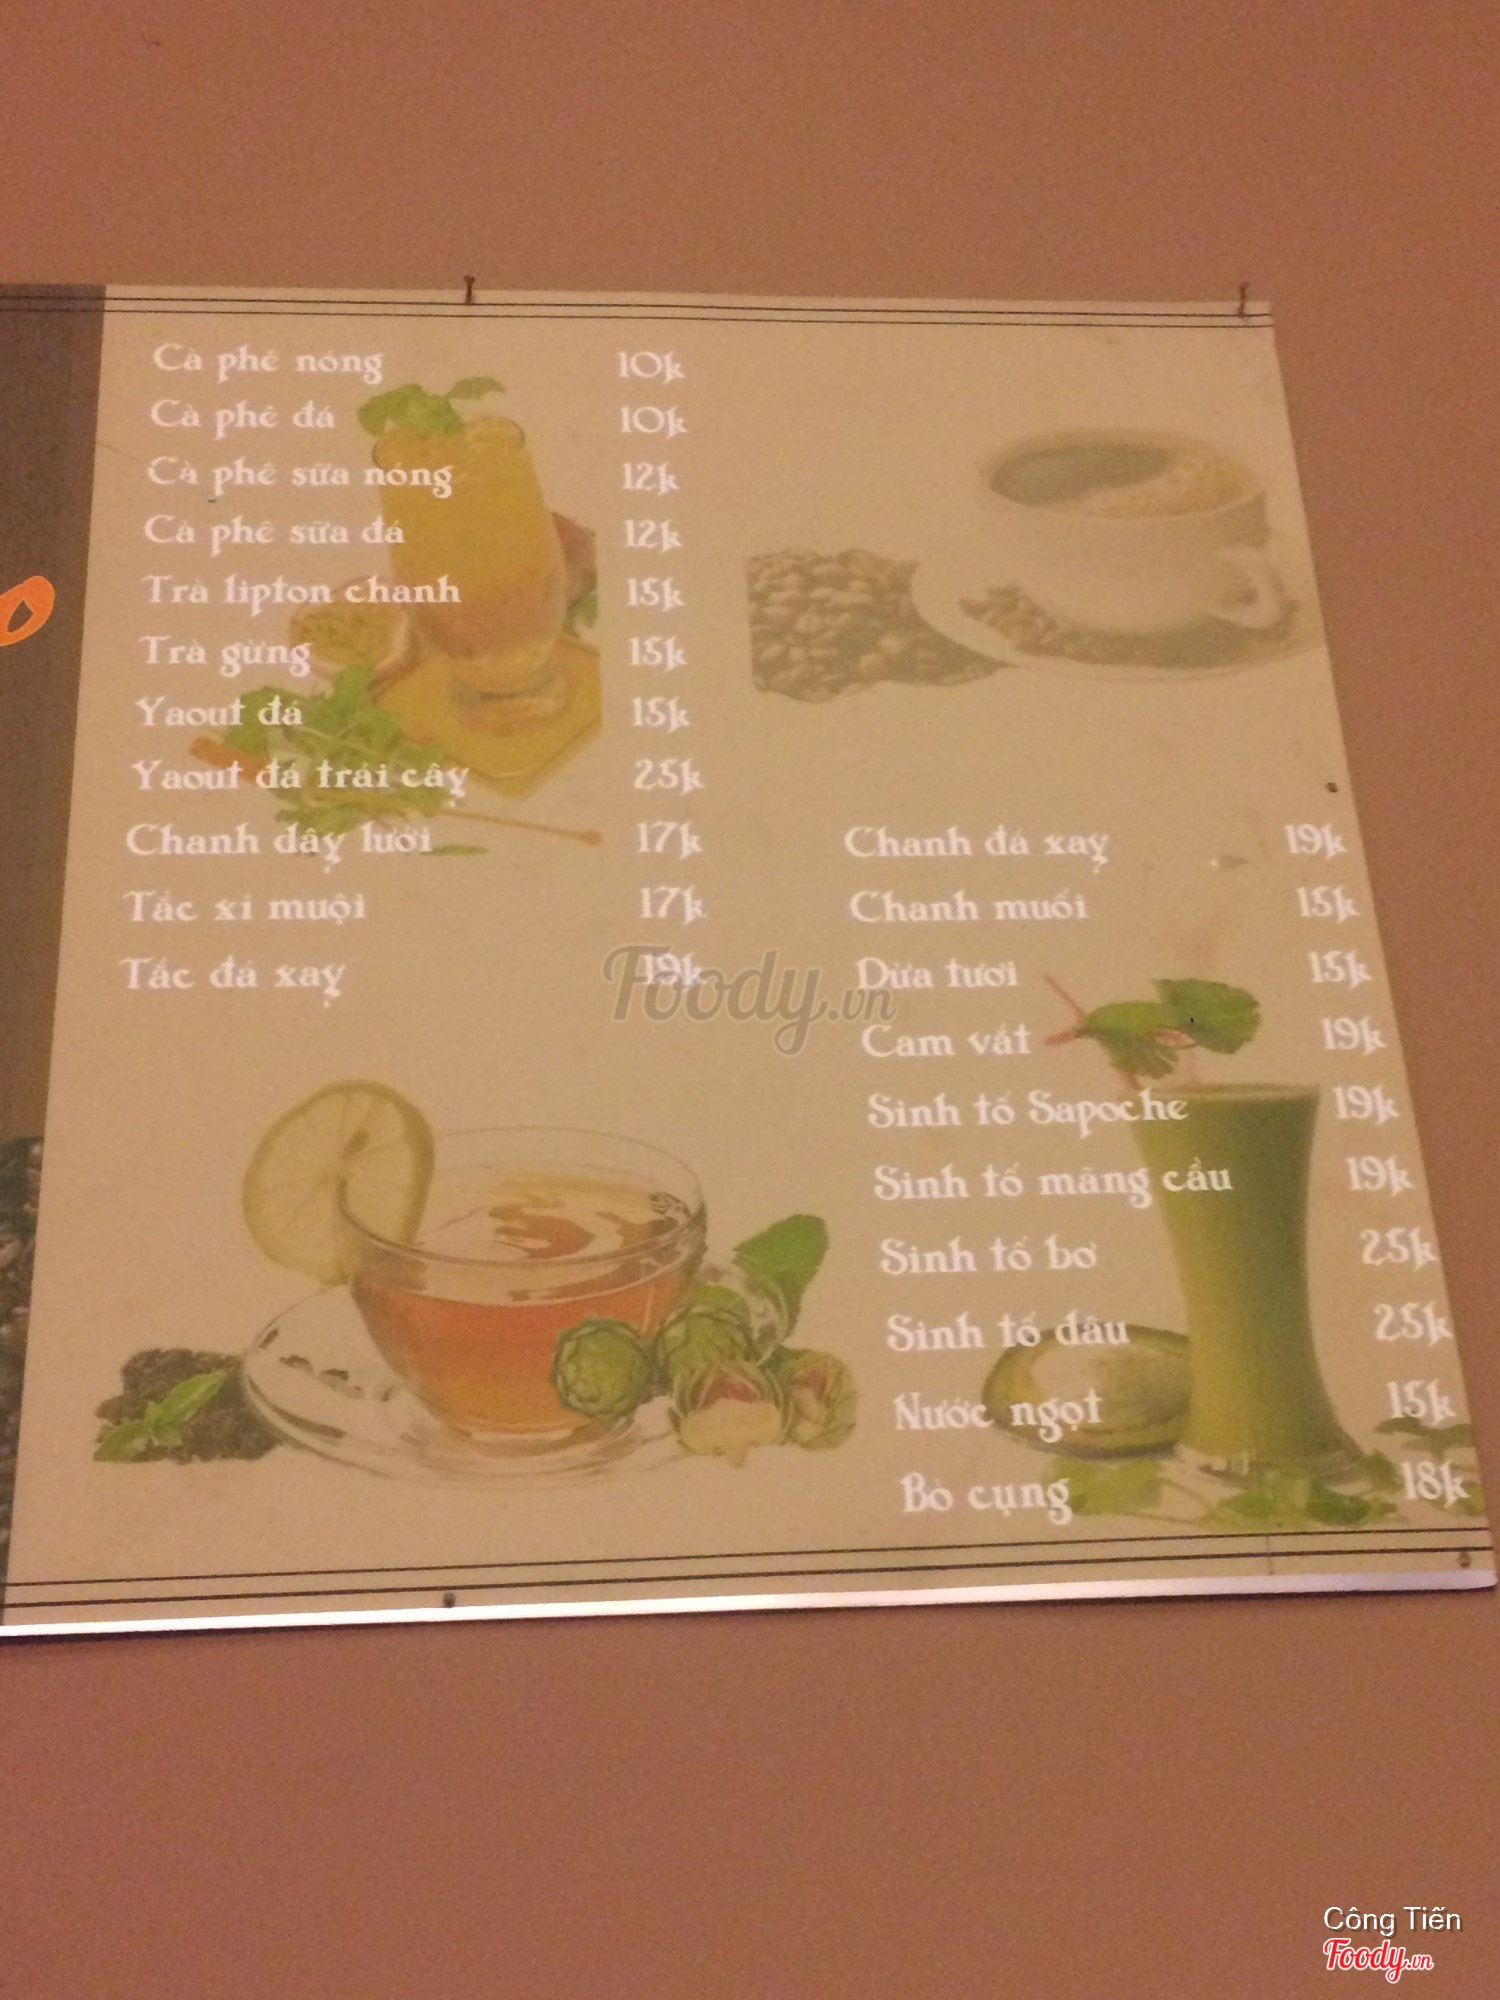 Cà phê nóng 10k
Cà phê đá 10k
Cà phê sữa nóng 12k
Cà phê sữa đá 12k
Trà lipton chanh 15k
Trà gừng 15k
Yaout đá 15k
Yaout đá trái cây 25k
Chanh dây lưới 17k
Tắc xí muội 17k
Tắc đá xay 19k
Chanh đá xay 19k
Chanh muối 15k
Dừa tươi 15k
Cam vắt 19k
Sinh tố Sapoche 19k
Sinh tố mãng cầu 19k
Sinh tố bơ 25k
Sinh tố dâu 25k
Nước ngọt 15k
Bò cụng 18k
Foody.vn
Công Tiến
Foody.vn